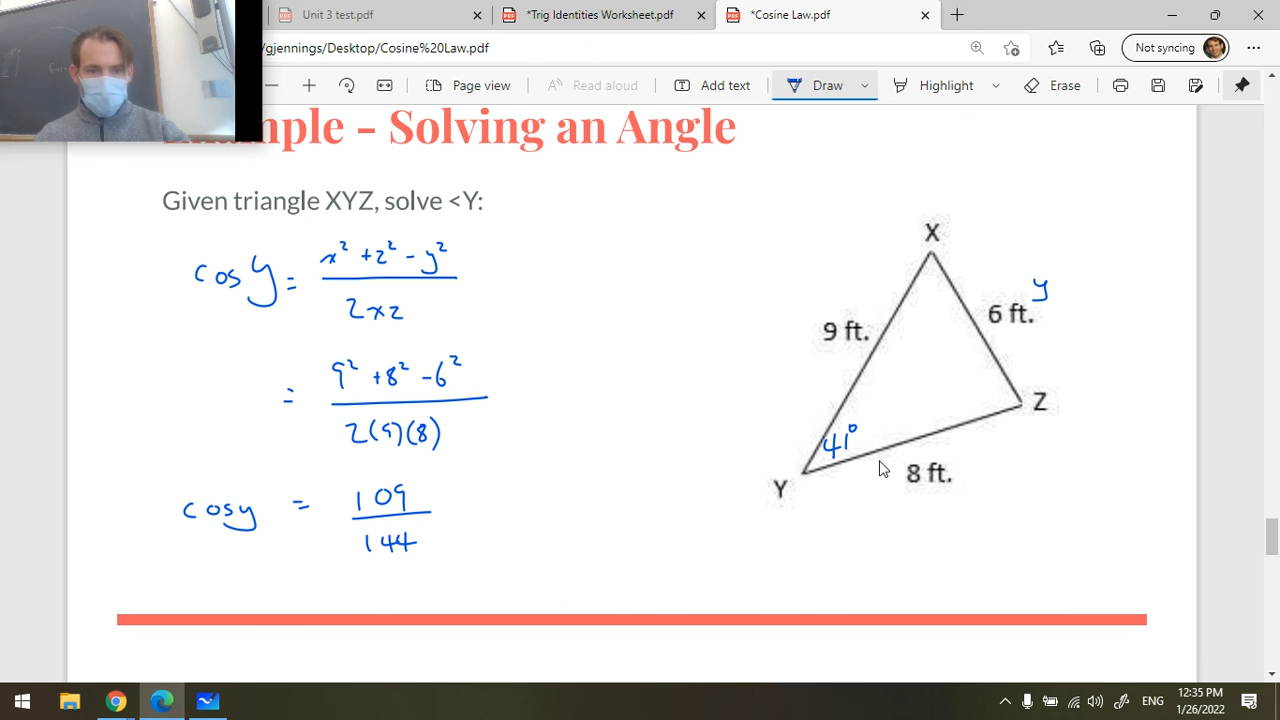 Unit 3 test.pdf
*Trig Identities Worksheet.pdf
*Cosine Law.pdf
/gjennings/Desktop/Cosine%20Law.pdf
Not syncing
Page view
Read aloud
Add text
Draw
Highlight
Erase
mple - Solving an Angle
Given triangle XYZ, solve <Y:
cos y = x² + z² - y² / 2xz
= 9² + 8² - 6² / 2(9)(8)
cos y = 109 / 144
X
y
6 ft.
9 ft.
Z
41°
8 ft.
Y
ENG
12:35 PM
1/26/2022